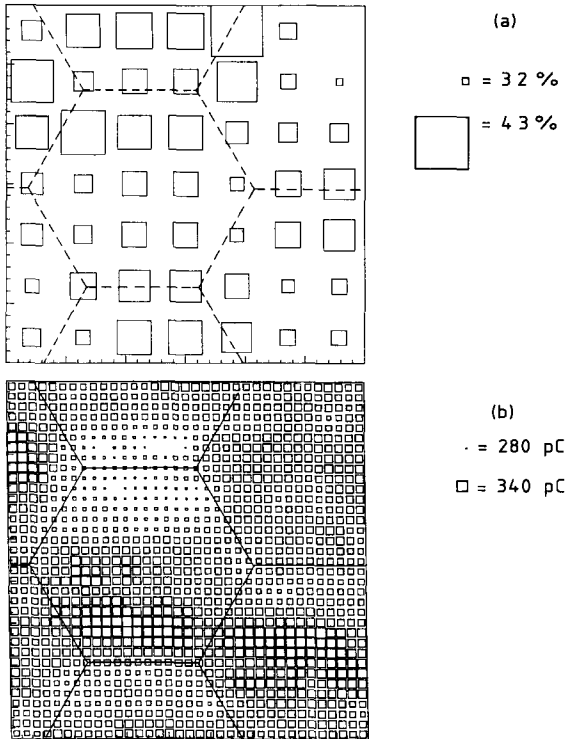 (a)
= 32 %
= 43%
(b)
= 280 pC
= 340 pC